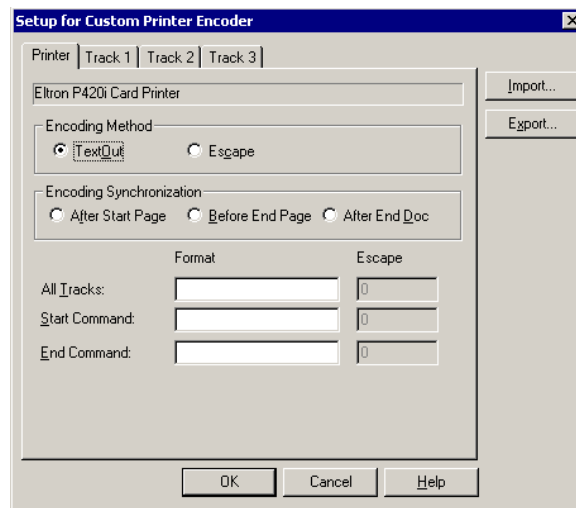 Setup for Custom Printer Encoder
Printer Track 1 Track 2 Track 3
Import...
Eltron P420i Card Printer
Export...
Encoding Method
TextOut Escape
Encoding Synchronization
After Start Page Before End Page After End Doc
Format Escape
All Tracks: 0
Start Command: 0
End Command: 0
OK Cancel Help